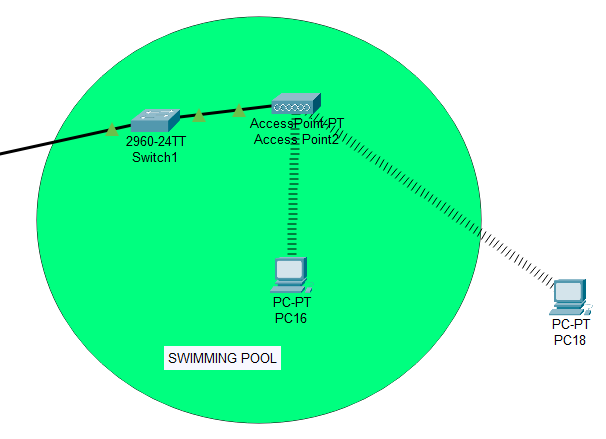 AccessPoint-PT
Access Point2
2960-24TT
Switch1
PC-PT
PC16
PC-PT
PC18
SWIMMING POOL